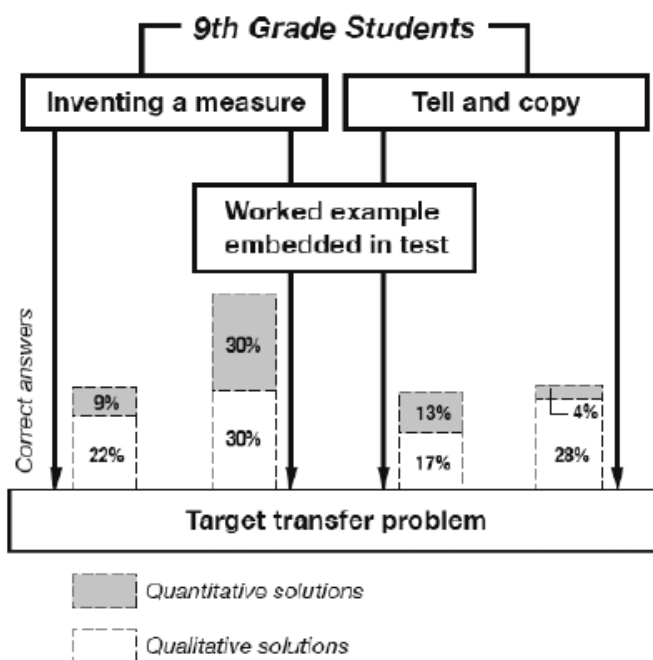 9th Grade Students
Inventing a measure
Tell and copy
Worked example
embedded in test
Correct answers
9%
22%
30%
30%
13%
17%
4%
28%
Target transfer problem
Quantitative solutions
Qualitative solutions